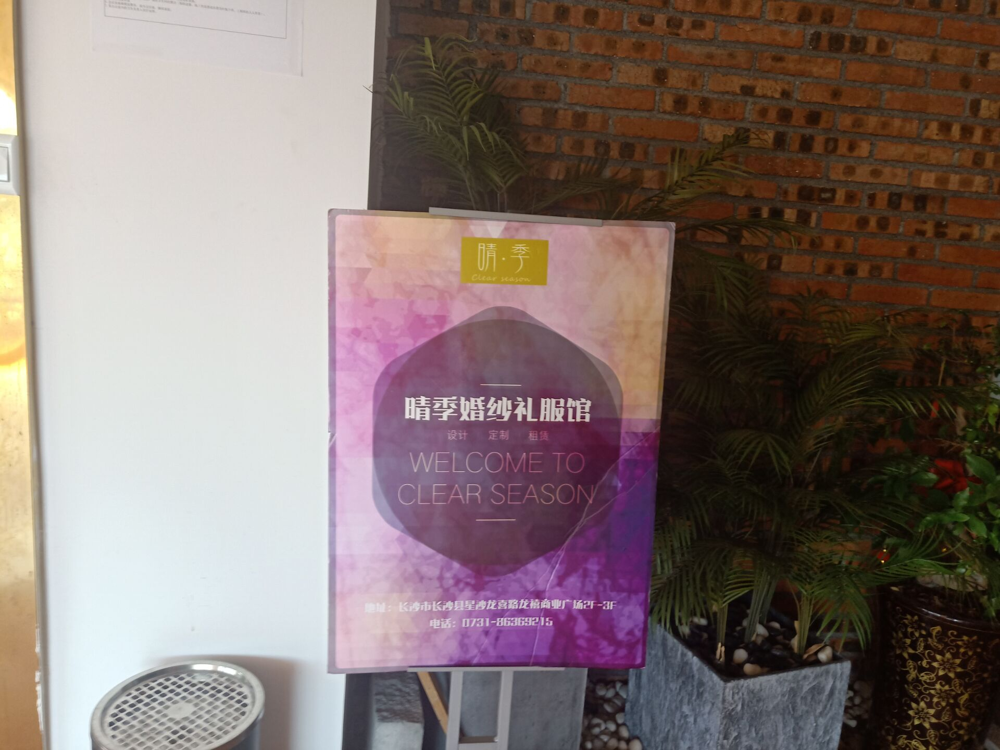 晴·季
Clear season
晴季婚纱礼服馆
设计 定制 租赁
WELCOME TO
CLEAR SEASON
地址：长沙市长沙县星沙龙喜路龙禧商业广场2F-3F
电话：0731-86369215